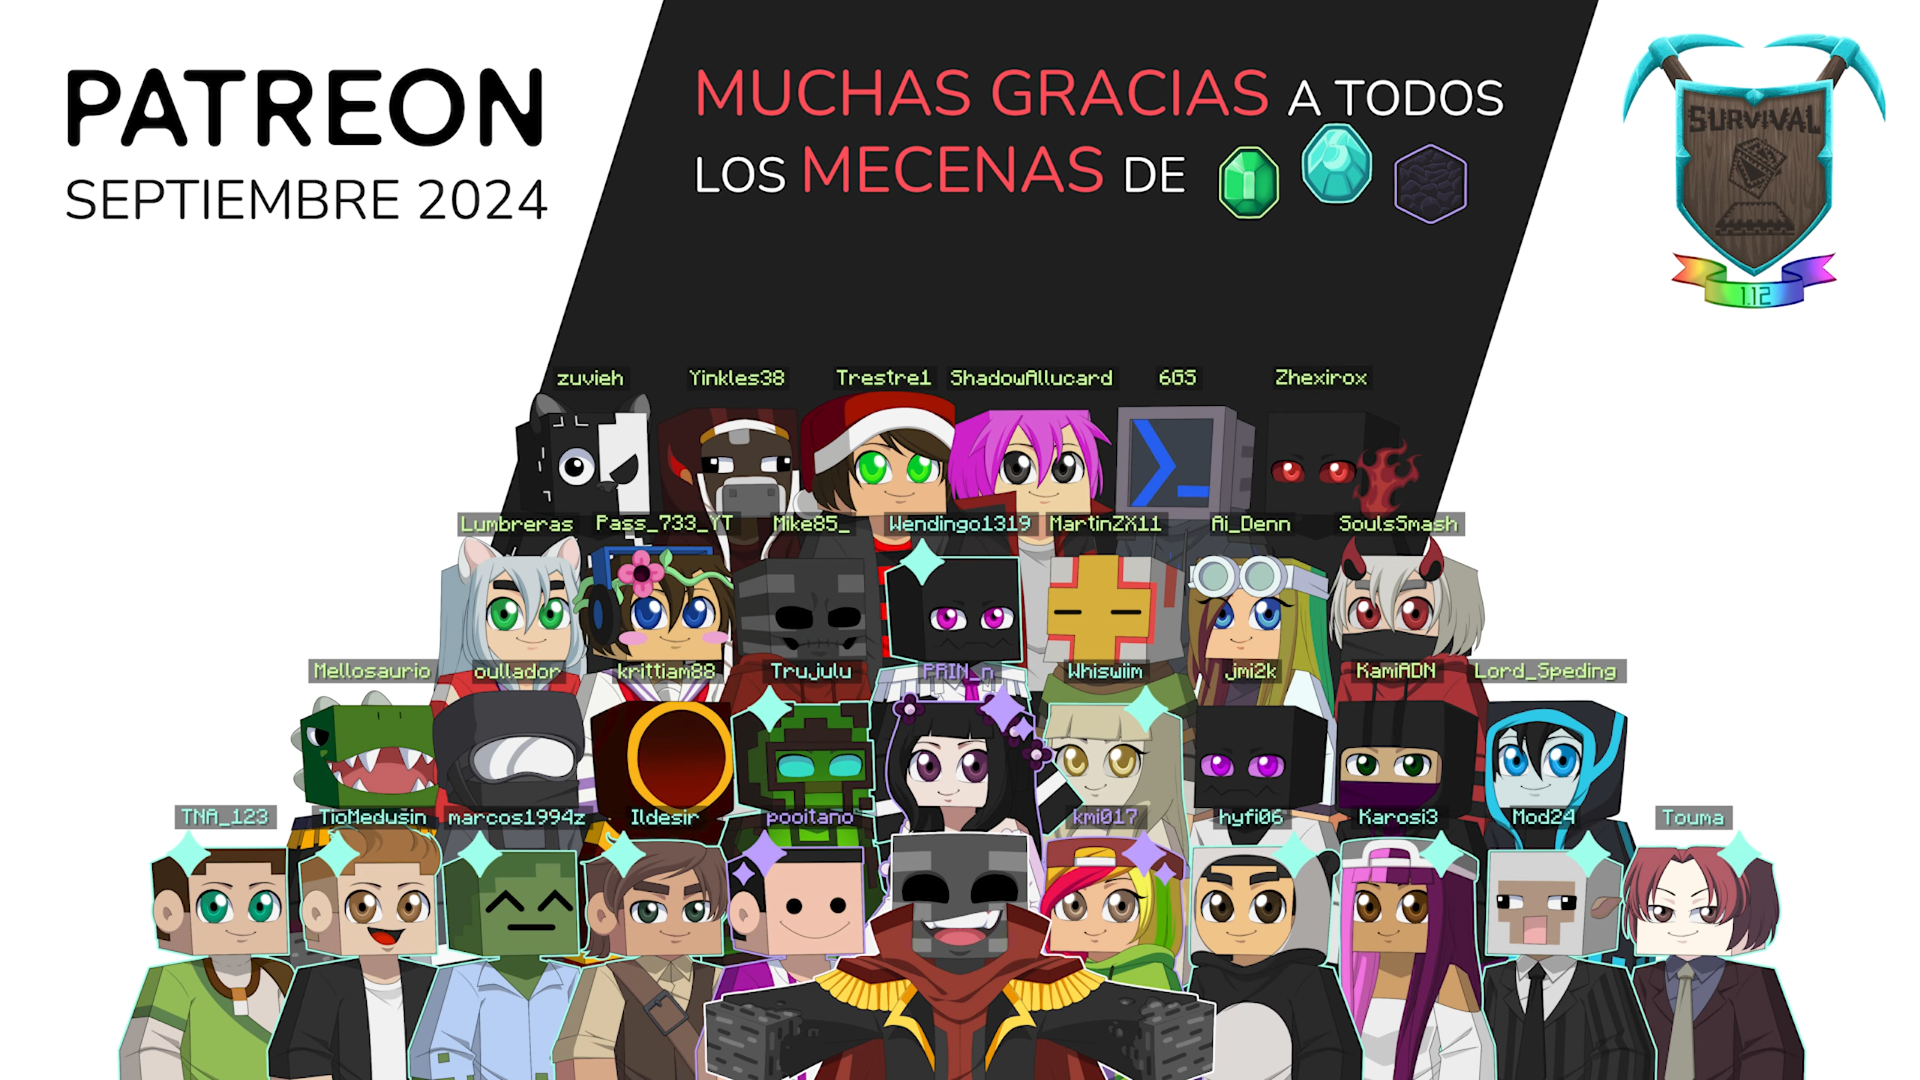 PATREON
SEPTIEMBRE 2024
MUCHAS GRACIAS A TODOS
LOS MECENAS DE
SURVIVAL
1.12
zuvieh Yinkles38 Trestre1 ShadowAllucard 6G5 Zhexirox
Lumbreras Pass_733_YT Mike85_ Wendingo1319 MartinZX11 Ai_Denn SoulsSmash
Mellosaurio oullador krittiam88 Trujulu PRIN_n Whiswiim jmi2k KamiADN Lord_Speding
TNA_123 TioMedusin marcos1994z Ildesir pooitano kmi017 hyfi06 Karosi3 Mod24 Touma